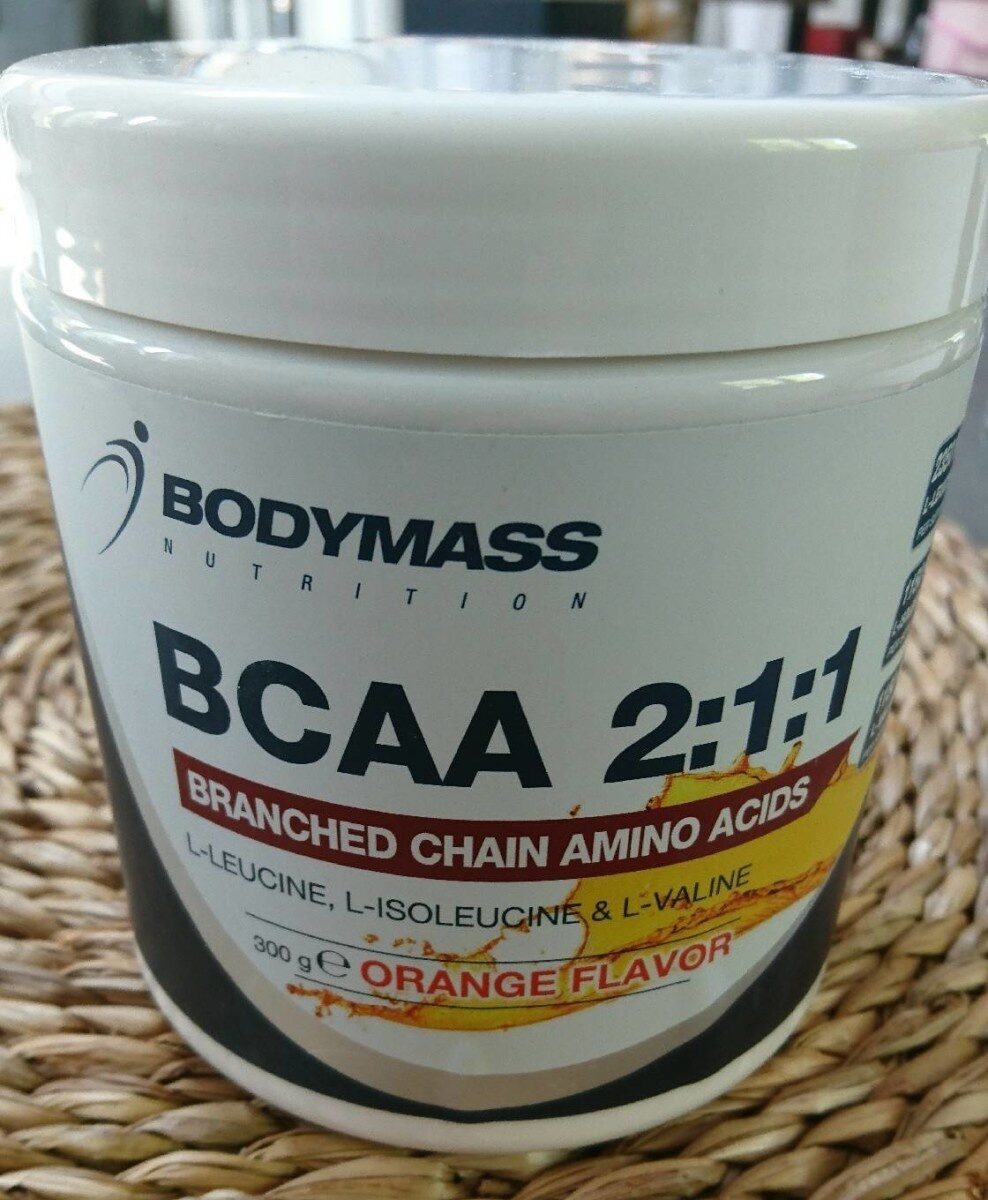 BODYMASS
NUTRITION
BCAA 2:1:1
BRANCHED CHAIN AMINO ACIDS
L-LEUCINE, L-ISOLEUCINE & L-VALINE
300 g ℮ ORANGE FLAVOR